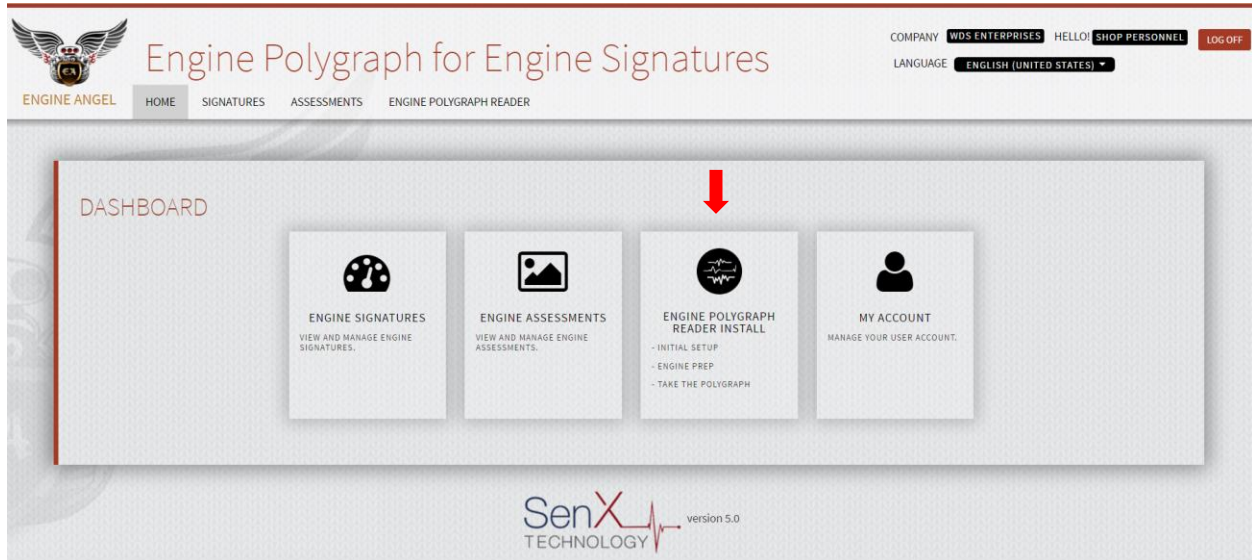 COMPANY WDS ENTERPRISES HELLO! SHOP PERSONNEL LOG OFF
LANGUAGE ENGLISH (UNITED STATES)
Engine Polygraph for Engine Signatures
EA
ENGINE ANGEL
HOME SIGNATURES ASSESSMENTS ENGINE POLYGRAPH READER
DASHBOARD
ENGINE SIGNATURES
VIEW AND MANAGE ENGINE
SIGNATURES.
ENGINE ASSESSMENTS
VIEW AND MANAGE ENGINE
ASSESSMENTS.
ENGINE POLYGRAPH
READER INSTALL
- INITIAL SETUP
- ENGINE PREP
- TAKE THE POLYGRAPH
MY ACCOUNT
MANAGE YOUR USER ACCOUNT.
SenX
TECHNOLOGY
version 5.0